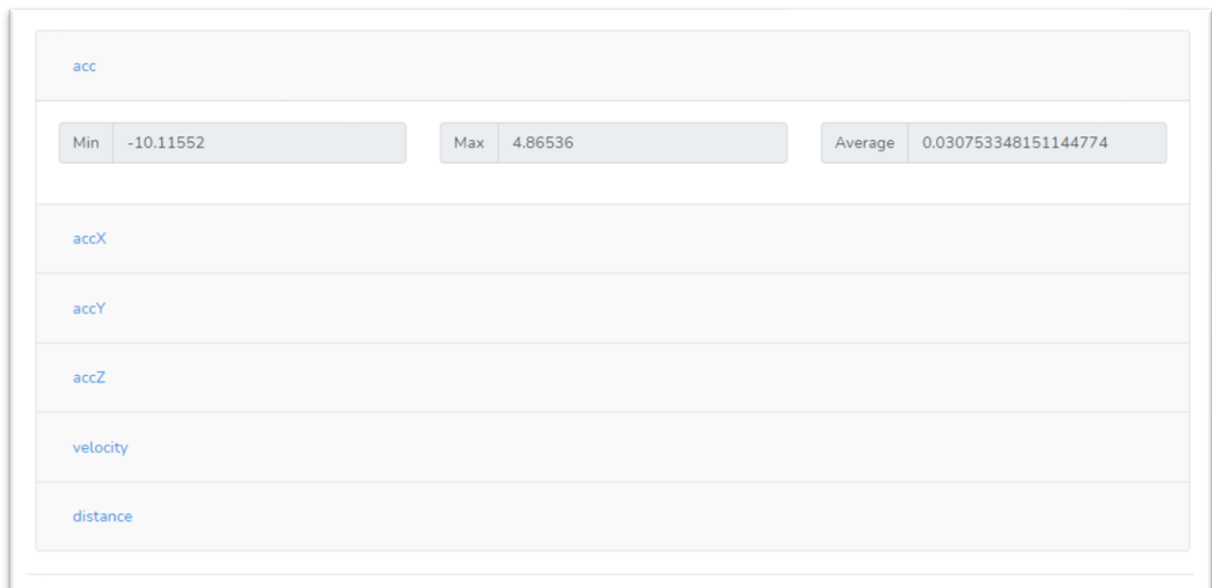 acc
Min -10.11552 Max 4.86536 Average 0.030753348151144774
accX
accY
accZ
velocity
distance